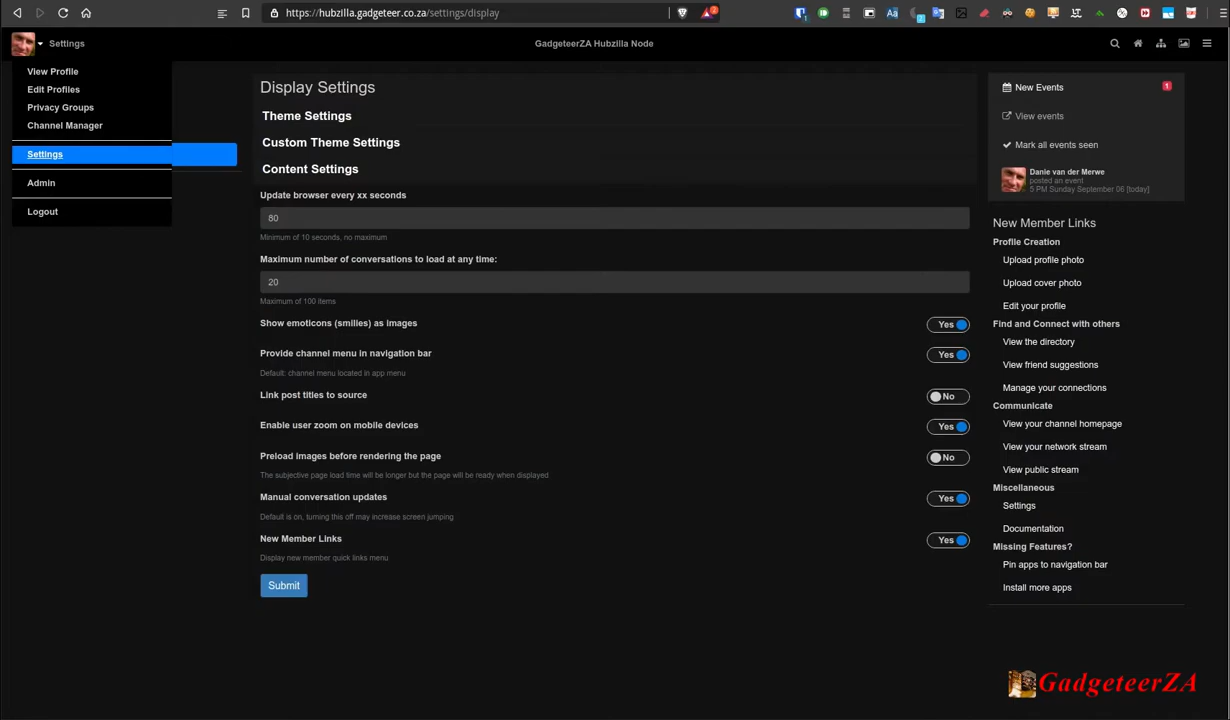 https://hubzilla.gadgeteer.co.za/settings/display
2
2
Settings
GadgeteerZA Hubzilla Node
View Profile
Edit Profiles
Privacy Groups
Channel Manager
Settings
Admin
Logout
Display Settings
Theme Settings
Custom Theme Settings
Content Settings
Update browser every xx seconds
80
Minimum of 10 seconds, no maximum
Maximum number of conversations to load at any time:
20
Maximum of 100 items
Show emoticons (smilies) as images
Yes
Provide channel menu in navigation bar
Yes
Default: channel menu located in app menu
Link post titles to source
No
Enable user zoom on mobile devices
Yes
Preload images before rendering the page
No
The subjective page load time will be longer but the page will be ready when displayed
Manual conversation updates
Yes
Default is on, turning this off may increase screen jumping
New Member Links
Yes
Display new member quick links menu
Submit
New Events
1
View events
Mark all events seen
Danie van der Merwe
posted an event
5 PM Sunday September 06 [today]
New Member Links
Profile Creation
Upload profile photo
Upload cover photo
Edit your profile
Find and Connect with others
View the directory
View friend suggestions
Manage your connections
Communicate
View your channel homepage
View your network stream
View public stream
Miscellaneous
Settings
Documentation
Missing Features?
Pin apps to navigation bar
Install more apps
GadgeteerZA